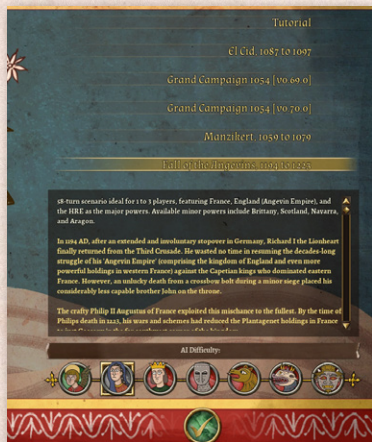 Tutorial
El Cid, 1087 to 1097
Grand Campaign 1054 [v0 69.0]
Grand Campaign 1054 [v0 70.0]
Manzikert, 1059 to 1079
Fall of the Angevins, 1194 to 1223
58-turn scenario ideal for 1 to 3 players, featuring France, England (Angevin Empire), and
the HRE as the major powers. Available minor powers include Brittany, Scotland, Navarra,
and Aragon.
In 1194 AD, after an extended and involuntary stopover in Germany, Richard I the Lionheart
finally returned from the Third Crusade. He wasted no time in resuming the decades-long
struggle of his 'Angevin Empire' (comprising the kingdom of England and even more
powerful holdings in western France) against the Capetian kings who dominated eastern
France. However, an unlucky death from a crossbow bolt during a minor siege placed his
considerably less capable brother John on the throne.
The crafty Philip II Augustus of France exploited this mischance to the fullest. By the time of
Philips death in 1223, his wars and schemes had reduced the Plantagenet holdings in France
AI Difficulty: